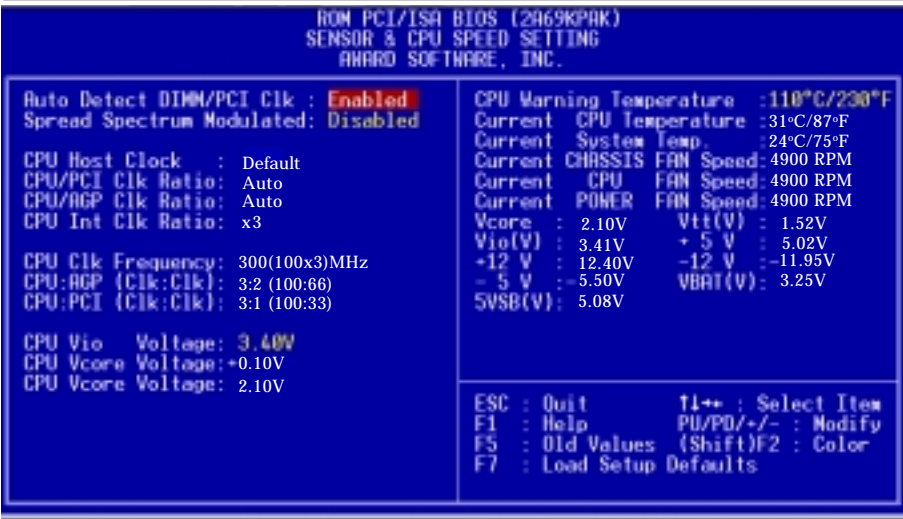 ROM PCI/ISA BIOS (2A69KPAK)
SENSOR & CPU SPEED SETTING
AWARD SOFTWARE, INC.
Auto Detect DIMM/PCI Clk : Enabled
Spread Spectrum Modulated: Disabled
CPU Host Clock : Default
CPU/PCI Clk Ratio: Auto
CPU/AGP Clk Ratio: Auto
CPU Int Clk Ratio: x3
CPU Clk Frequency: 300(100x3)MHz
CPU:AGP {Clk:Clk}: 3:2 (100:66)
CPU:PCI {Clk:Clk}: 3:1 (100:33)
CPU Vio Voltage: 3.40V
CPU Vcore Voltage:+0.10V
CPU Vcore Voltage: 2.10V
CPU Warning Temperature :110°C/230°F
Current CPU Temperature :31°C/87°F
Current System Temp. :24°C/75°F
Current CHASSIS FAN Speed: 4900 RPM
Current CPU FAN Speed: 4900 RPM
Current POWER FAN Speed: 4900 RPM
Vcore : 2.10V Vtt(V) : 1.52V
Vio(V) : 3.41V + 5 V : 5.02V
+12 V : 12.40V -12 V :-11.95V
- 5 V :-5.50V VBAT(V): 3.25V
5VSB(V): 5.08V
ESC : Quit ↑↓→← : Select Item
F1 : Help PU/PD/+/- : Modify
F5 : Old Values (Shift)F2 : Color
F7 : Load Setup Defaults